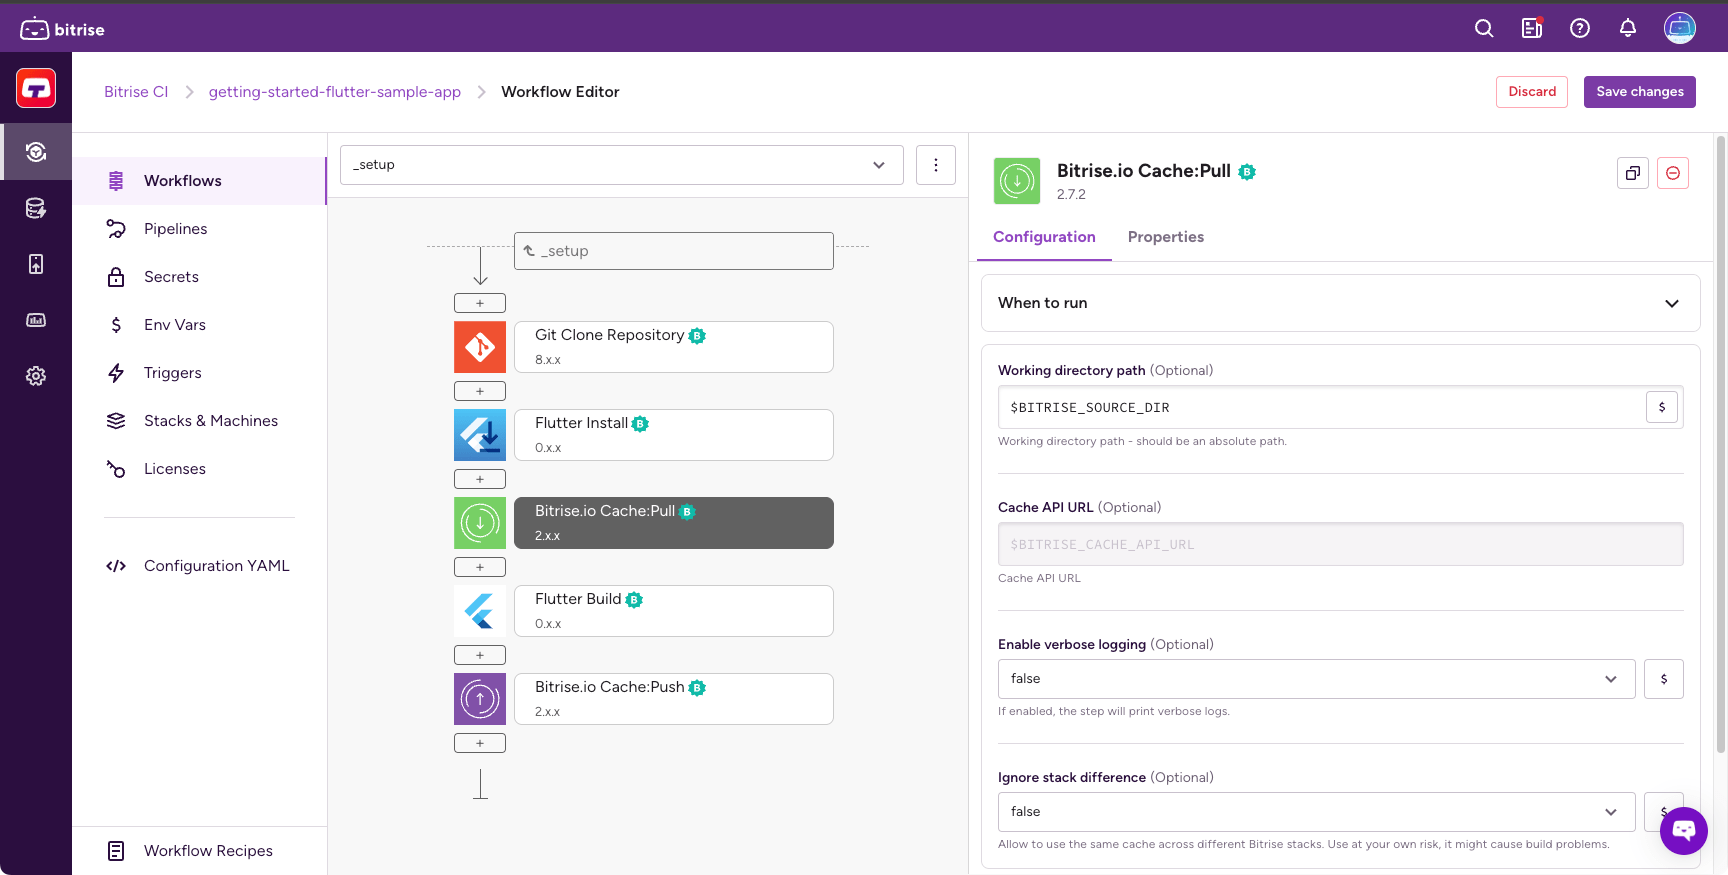 bitrise
Bitrise CI
getting-started-flutter-sample-app
Workflow Editor
Discard
Save changes
Workflows
Pipelines
Secrets
$ Env Vars
Triggers
Stacks & Machines
Licenses
</> Configuration YAML
Workflow Recipes
_setup
_setup
+
Git Clone Repository B
8.x.x
+
Flutter Install B
0.x.x
+
Bitrise.io Cache:Pull B
2.x.x
+
Flutter Build B
0.x.x
+
Bitrise.io Cache:Push B
2.x.x
+
Bitrise.io Cache:Pull B
2.7.2
Configuration
Properties
When to run
Working directory path (Optional)
$BITRISE_SOURCE_DIR
$
Working directory path - should be an absolute path.
Cache API URL (Optional)
$BITRISE_CACHE_API_URL
Cache API URL
Enable verbose logging (Optional)
false
$
If enabled, the step will print verbose logs.
Ignore stack difference (Optional)
false
$
Allow to use the same cache across different Bitrise stacks. Use at your own risk, it might cause build problems.